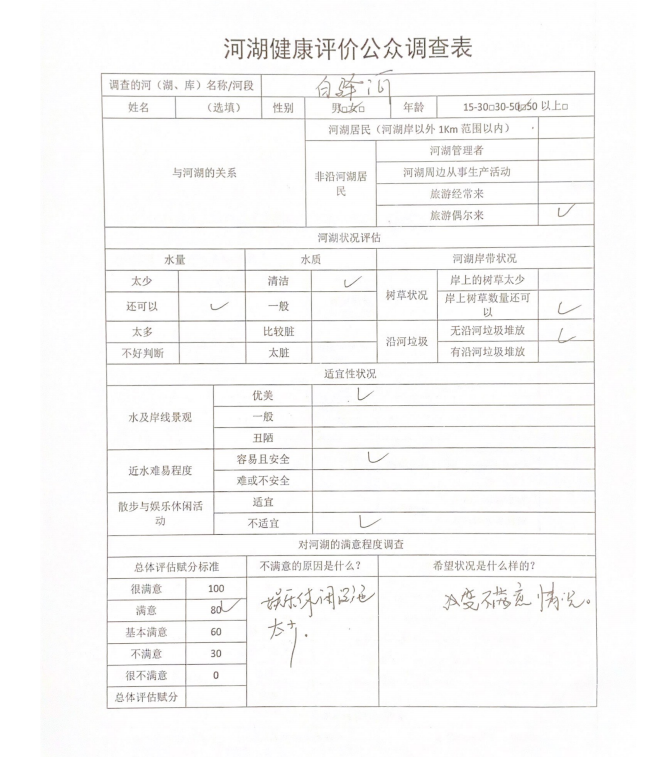 河湖健康评价公众调查表
调查的河（湖、库）名称/河段 白驿河
姓名 （选填） 性别 男□女□ 年龄 15-30□30-50□50 以上□
与河湖的关系
河湖居民（河湖岸以外 1Km 范围以内）
非沿河湖居民
河湖管理者
河湖周边从事生产活动
旅游经常来
旅游偶尔来 ✓
河湖状况评估
水量 水质 河湖岸带状况
太少 清洁 ✓ 树草状况 岸上的树草太少
还可以 ✓ 一般 岸上树草数量还可以 ✓
太多 比较脏 沿河垃圾 无沿河垃圾堆放 ✓
不好判断 太脏 有沿河垃圾堆放
适宜性状况
水及岸线景观
优美 ✓
一般
丑陋
近水难易程度
容易且安全 ✓
难或不安全
散步与娱乐休闲活动
适宜
不适宜 ✓
对河湖的满意程度调查
总体评估赋分标准 不满意的原因是什么？ 希望状况是什么样的？
很满意 100
满意 80 ✓
基本满意 60
不满意 30
很不满意 0
总体评估赋分
娱乐休闲
太少.
改变不满意情况。